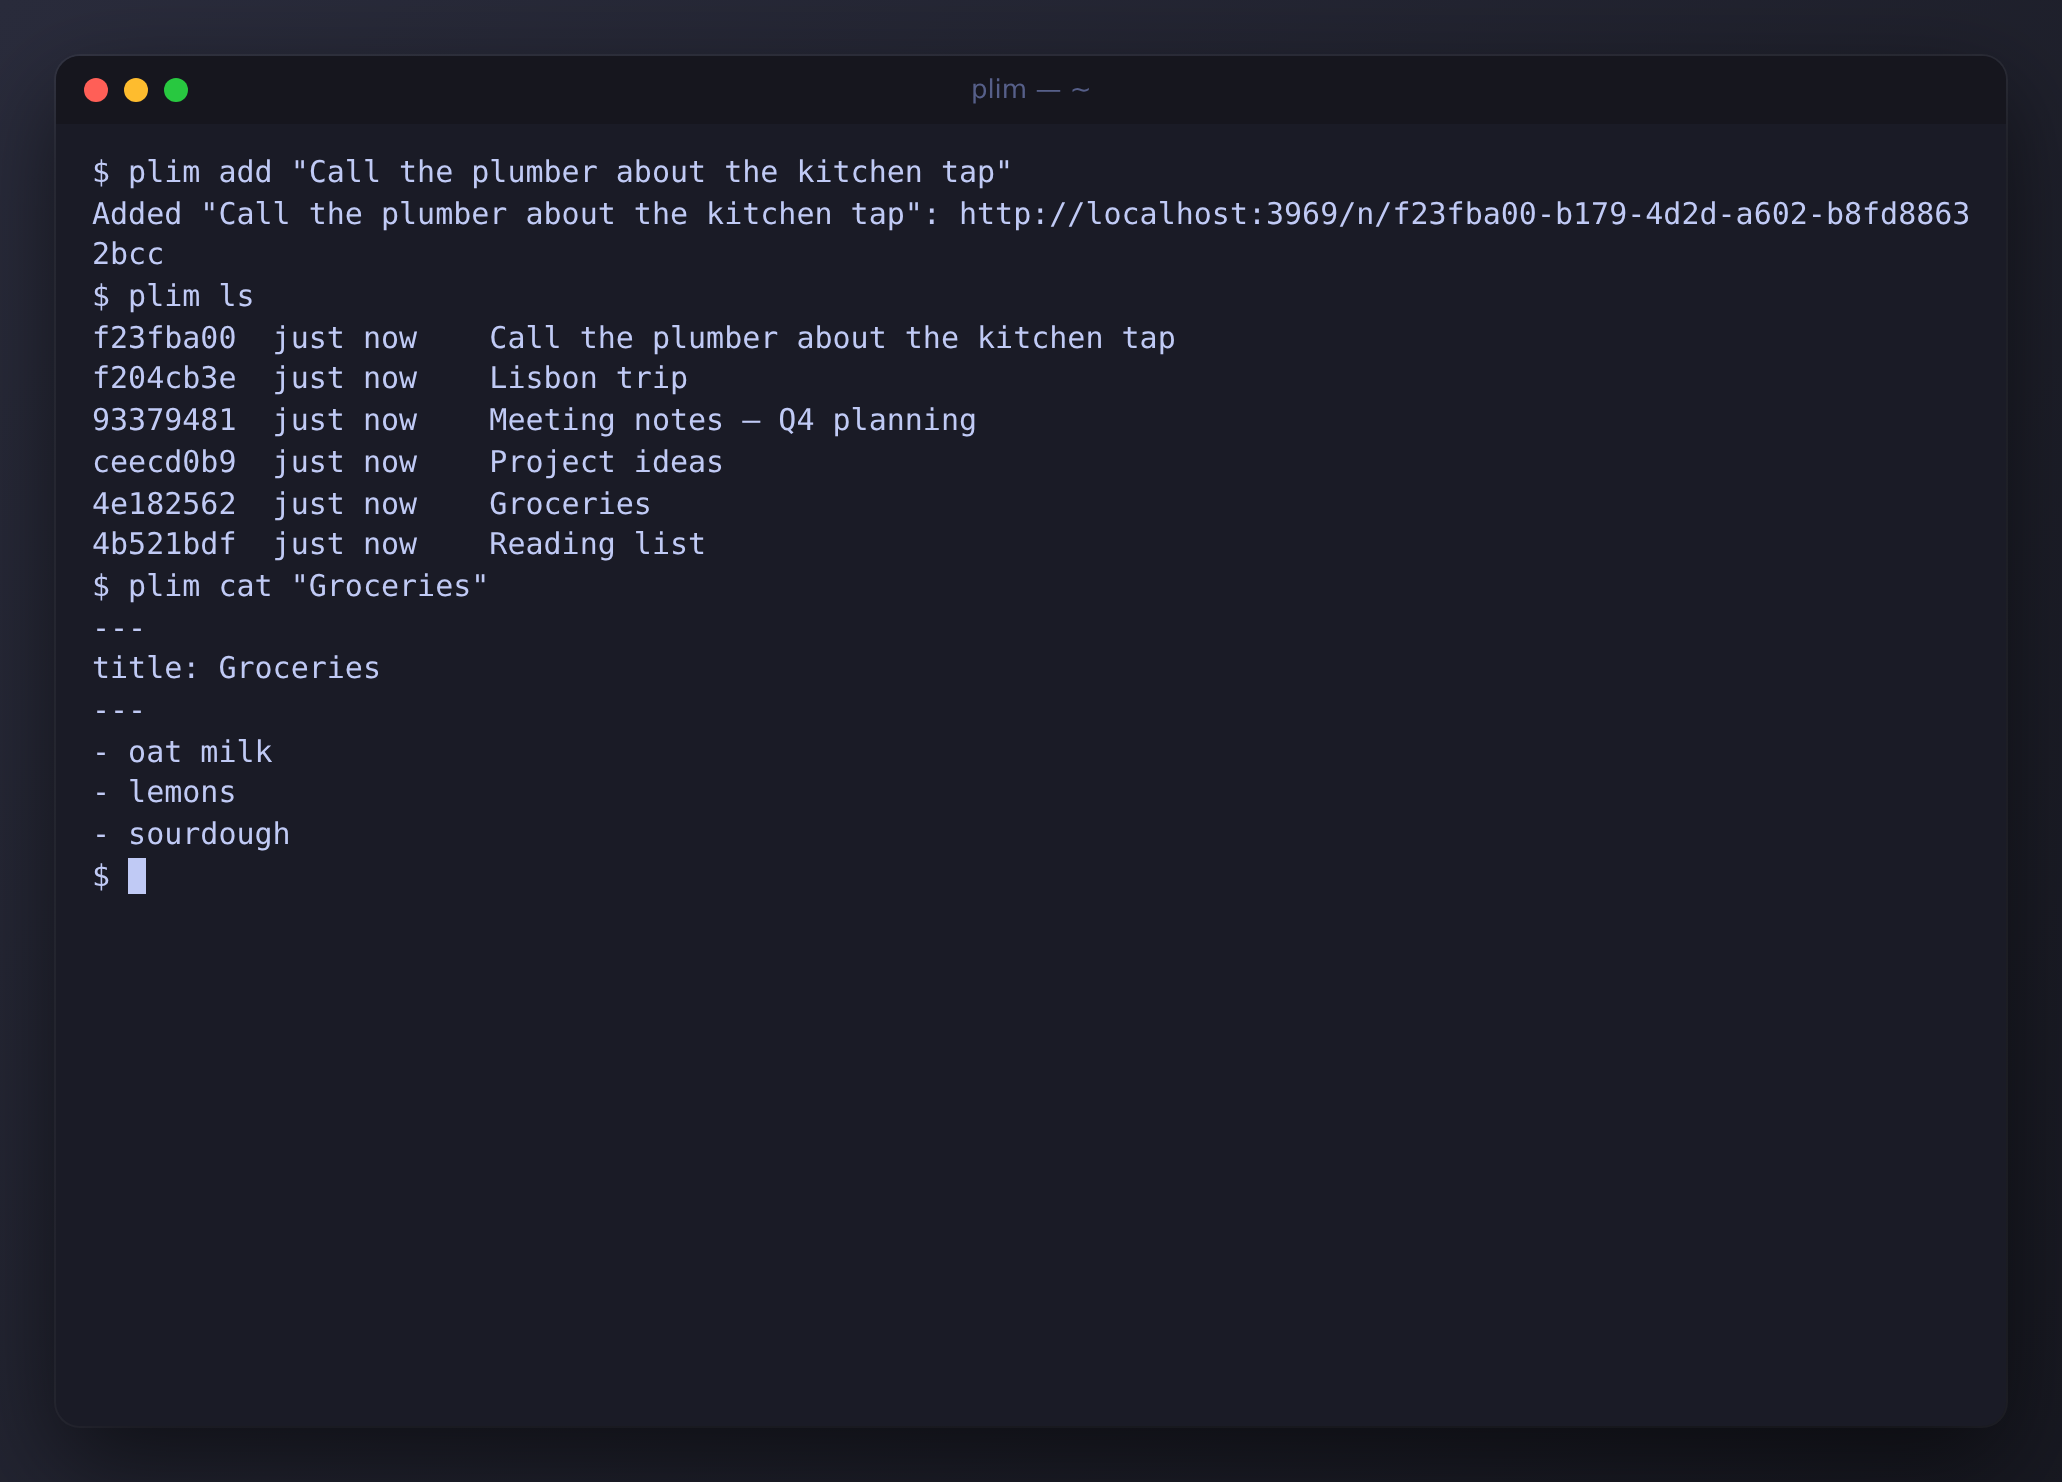 plim — ~
$ plim add "Call the plumber about the kitchen tap"
Added "Call the plumber about the kitchen tap": http://localhost:3969/n/f23fba00-b179-4d2d-a602-b8fd8863
2bcc
$ plim ls
f23fba00  just now    Call the plumber about the kitchen tap
f204cb3e  just now    Lisbon trip
93379481  just now    Meeting notes — Q4 planning
ceecd0b9  just now    Project ideas
4e182562  just now    Groceries
4b521bdf  just now    Reading list
$ plim cat "Groceries"
---
title: Groceries
---
- oat milk
- lemons
- sourdough
$